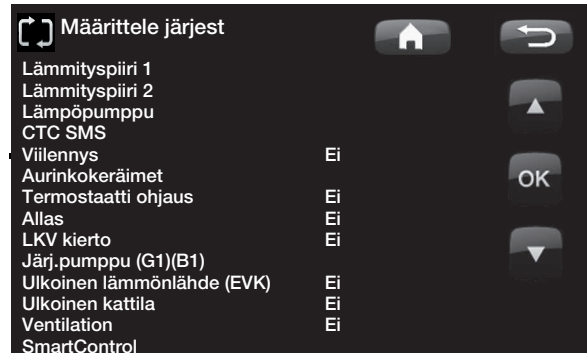 Määrittele järjest
Lämmityspiiri 1
Lämmityspiiri 2
Lämpöpumppu
CTC SMS
Viilennys Ei
Aurinkokeräimet
Termostaatti ohjaus Ei
Allas Ei
LKV kierto Ei
Järj.pumppu (G1)(B1)
Ulkoinen lämmönlähde (EVK) Ei
Ulkoinen kattila Ei
Ventilation Ei
SmartControl
OK